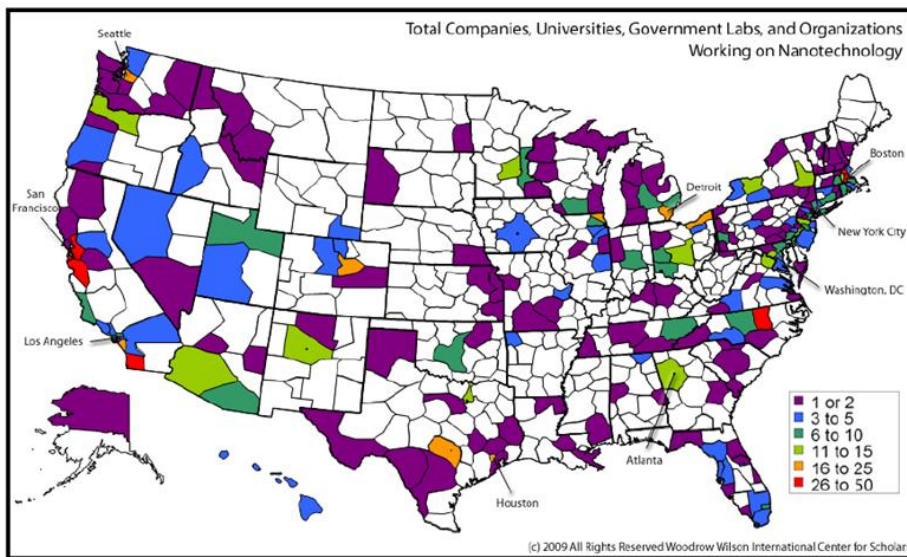 Total Companies, Universities, Government Labs, and Organizations
Working on Nanotechnology
Seattle
Boston
San
Francisco
Detroit
New York City
Washington, DC
Los Angeles
1 or 2
3 to 5
6 to 10
11 to 15
16 to 25
26 to 50
Atlanta
Houston
(c) 2009 All Rights Reserved Woodrow Wilson International Center for Scholar